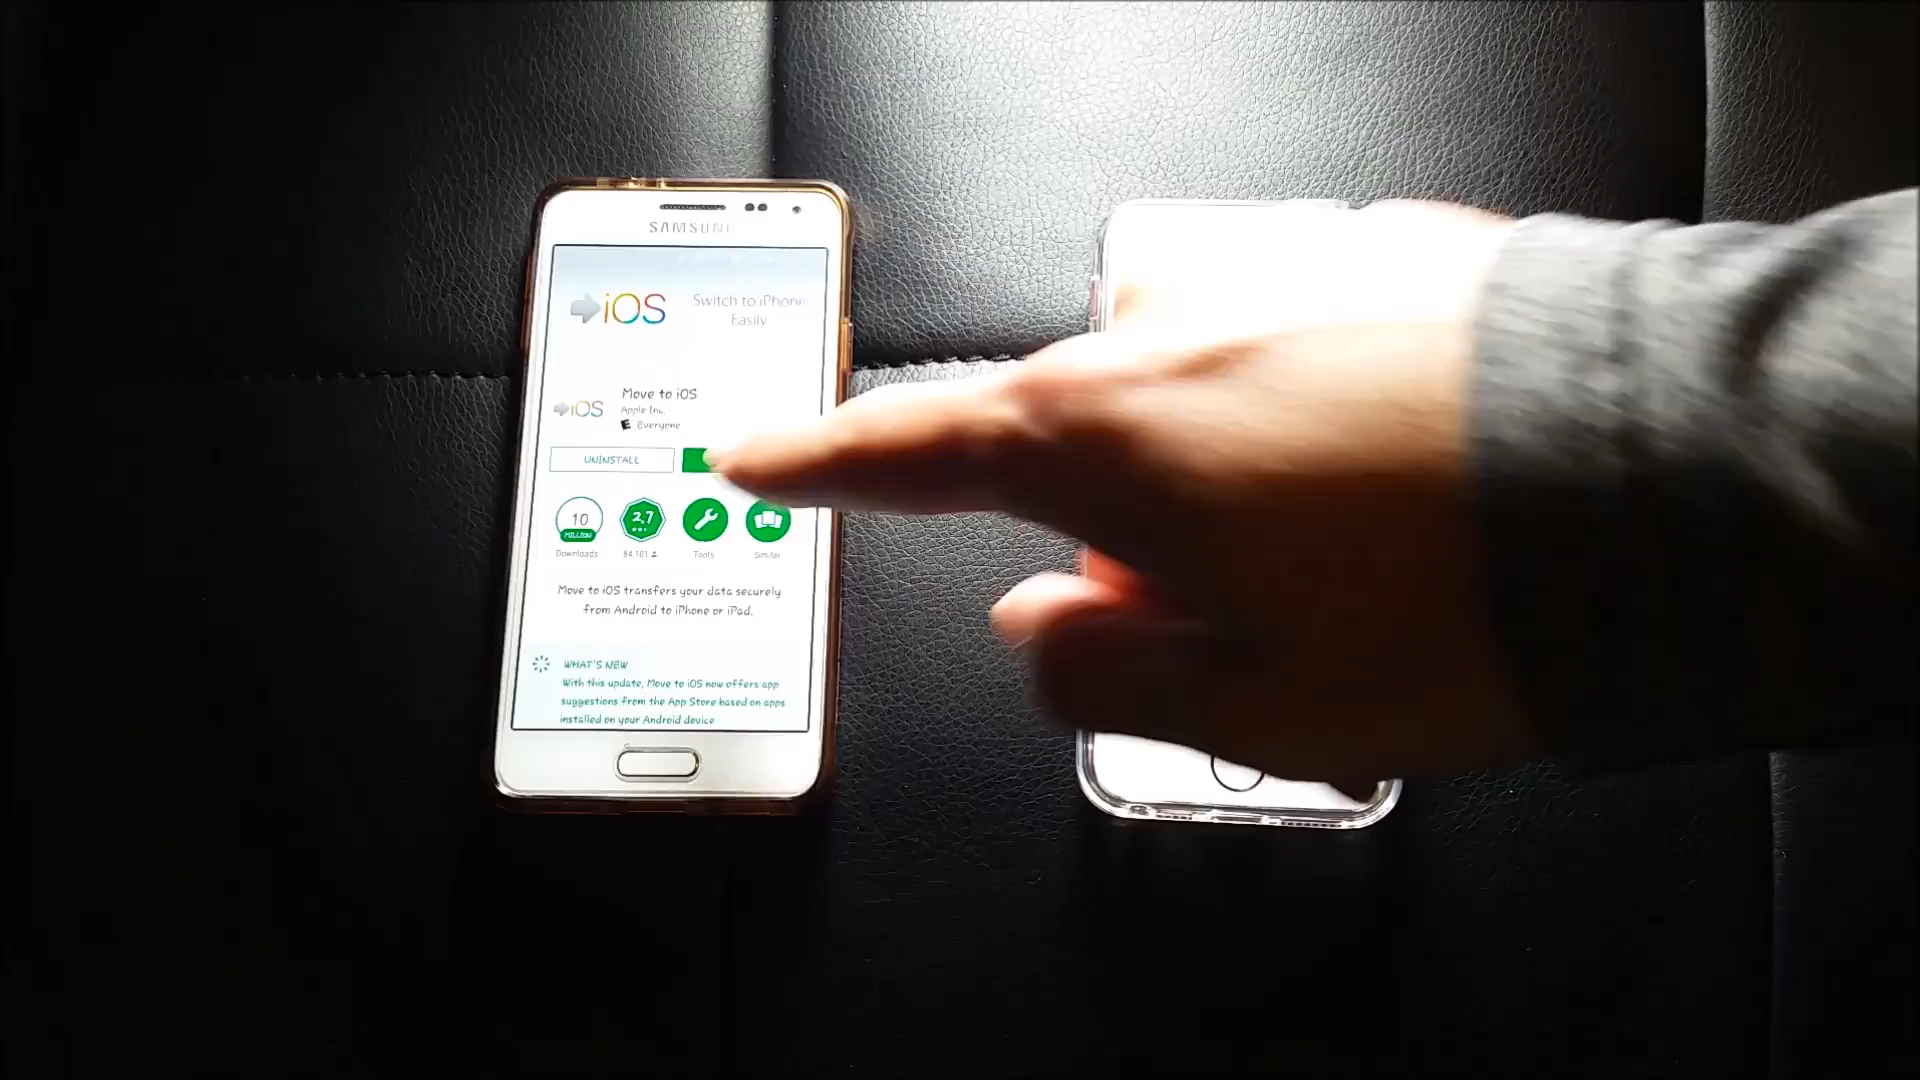 SAMSUNG
iOS
Switch to iPhone
Easily
iOS
Move to iOS
Apple Inc.
E Everyone
UNINSTALL
10
MILLION
2,7
Downloads
84,101
Tools
Similar
Move to iOS transfers your data securely
from Android to iPhone or iPad.
WHAT'S NEW
With this update, Move to iOS now offers app
suggestions from the App Store based on apps
installed on your Android device